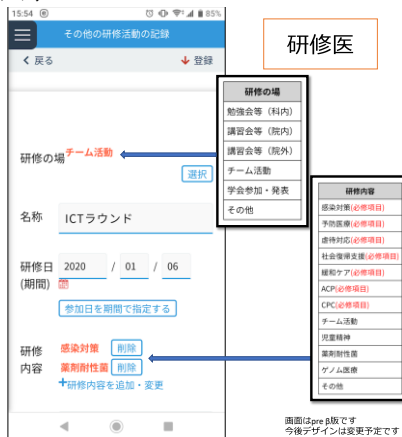 15:54
85%
その他の研修活動の記録
研修医
戻る
登録
研修の場
チーム活動
選択
名称
ICTラウンド
研修日
(期間)
2020 / 01 / 06
参加日を期間で指定する
研修
内容
感染対策 削除
薬剤耐性菌 削除
+研修内容を追加・変更
研修の場
勉強会等（科内）
講習会等（院内）
講習会等（院外）
チーム活動
学会参加・発表
その他
研修内容
感染対策(必修項目)
予防医療(必修項目)
虐待対応(必修項目)
社会復帰支援(必修項目)
緩和ケア(必修項目)
ACP(必修項目)
CPC(必修項目)
チーム活動
児童精神
薬剤耐性菌
ゲノム医療
その他
画面はpre β版です
今後デザインは変更予定です